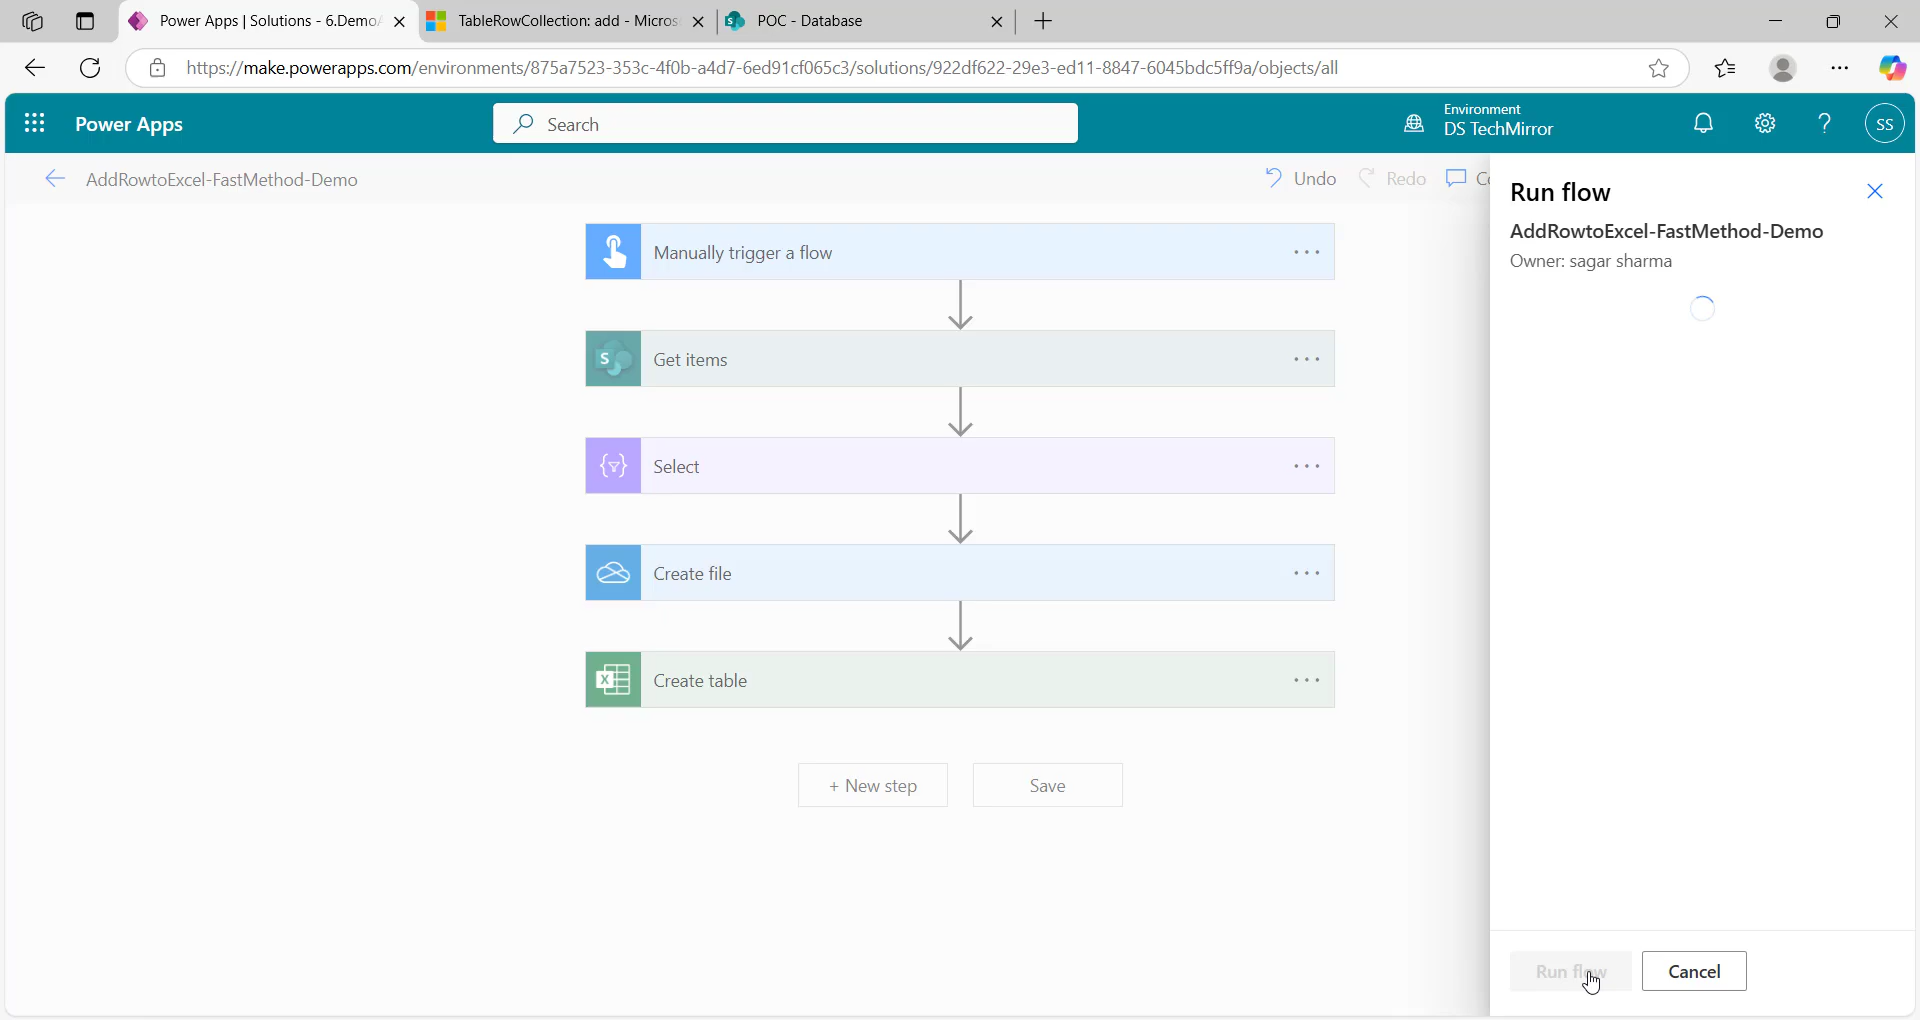 Power Apps | Solutions - 6.Demo
TableRowCollection: add - Micros
POC - Database
https://make.powerapps.com/environments/875a7523-353c-4f0b-a4d7-6ed91cf065c3/solutions/922df622-29e3-ed11-8847-6045bdc5ff9a/objects/all
Power Apps
Search
Environment
DS TechMirror
SS
AddRowtoExcel-FastMethod-Demo
Undo
Redo
Run flow
AddRowtoExcel-FastMethod-Demo
Owner: sagar sharma
Manually trigger a flow
Get items
Select
Create file
Create table
+ New step
Save
Run flow
Cancel